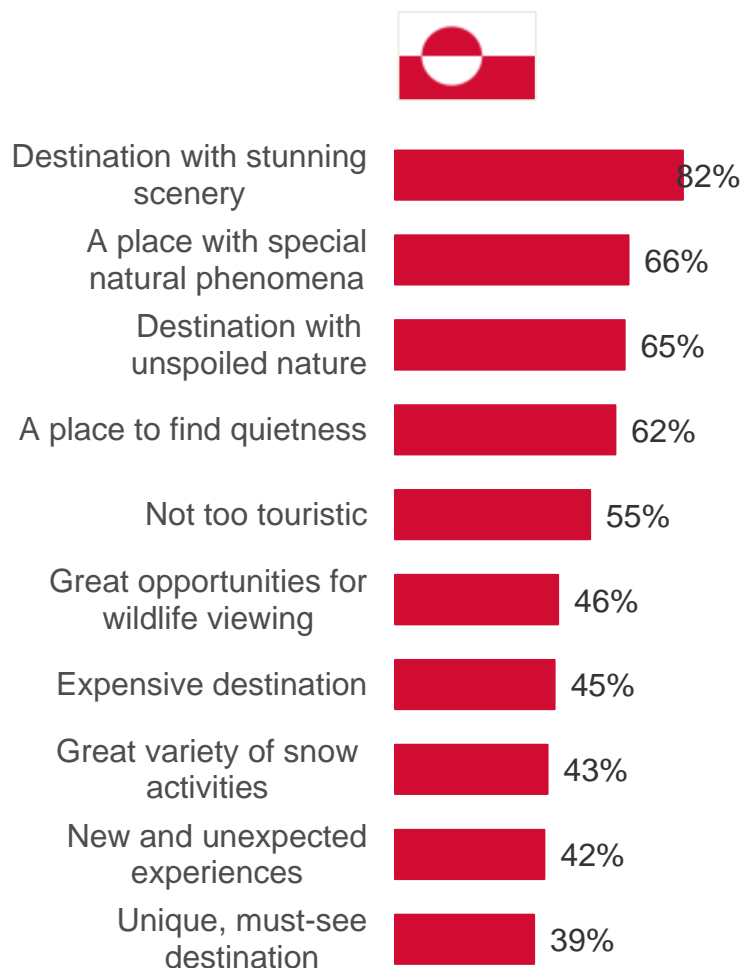 Destination with stunning
scenery
82%
A place with special
natural phenomena
66%
Destination with
unspoiled nature
65%
A place to find quietness
62%
Not too touristic
55%
Great opportunities for
wildlife viewing
46%
Expensive destination
45%
Great variety of snow
activities
43%
New and unexpected
experiences
42%
Unique, must-see
destination
39%